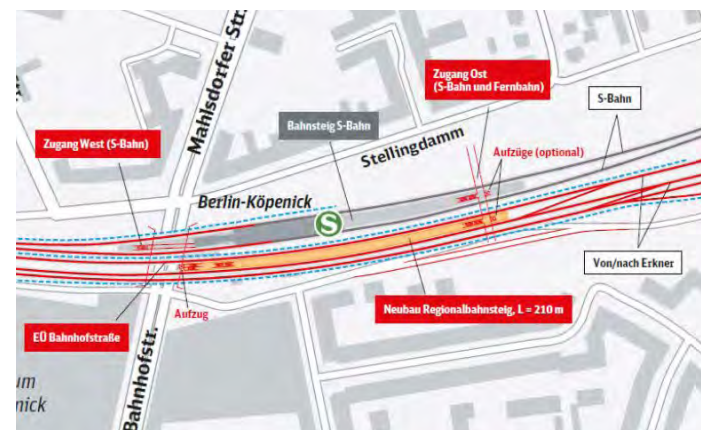 Mahlsdorfer Str.
Zugang Ost
(S-Bahn und Fernbahn)
S-Bahn
Bahnsteig S-Bahn
Zugang West (S-Bahn)
Stellingdamm
Aufzüge (optional)
Berlin-Köpenick
S
Von/nach Erkner
Neubau Regionalbahnsteig, L = 210 m
Aufzug
EÜ Bahnhofstraße
Bahnhofstr.
um
nick